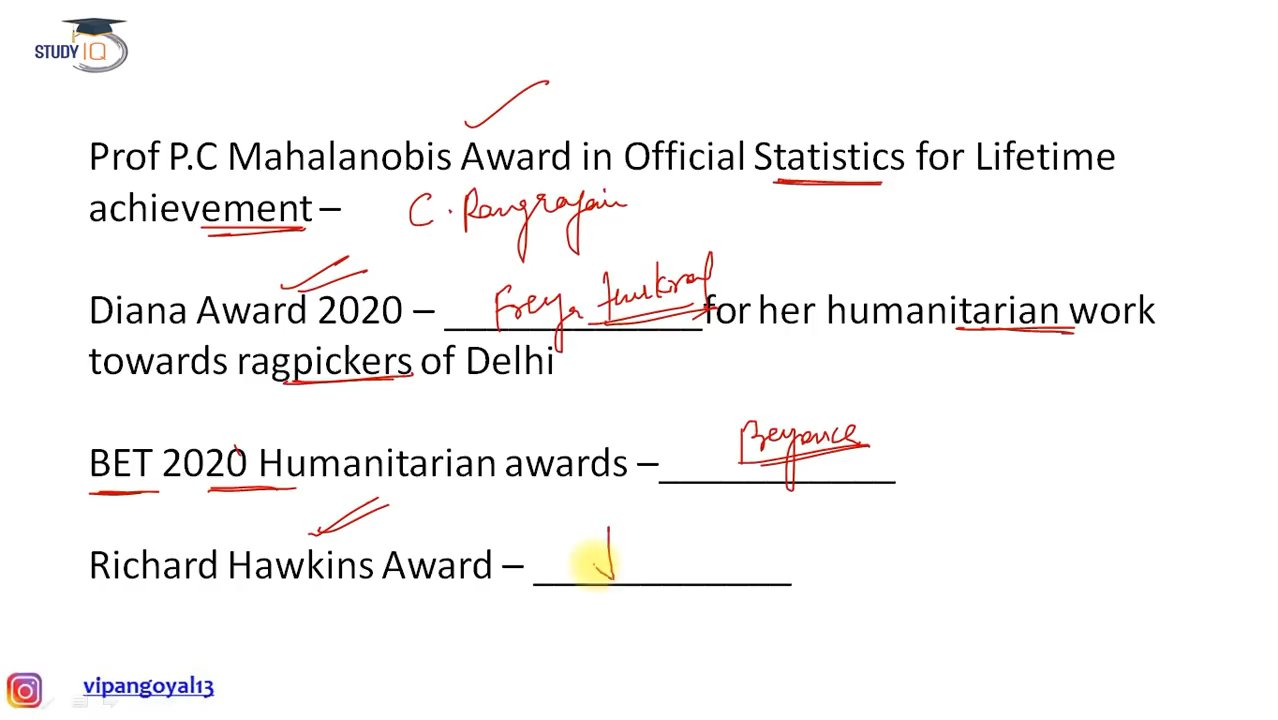 STUDY IQ
Prof P.C Mahalanobis Award in Official Statistics for Lifetime
achievement – C. Rangrajan
Diana Award 2020 – Freya for her humanitarian work
towards ragpickers of Delhi
BET 2020 Humanitarian awards – Beyonce
Richard Hawkins Award –
vipangoyal13